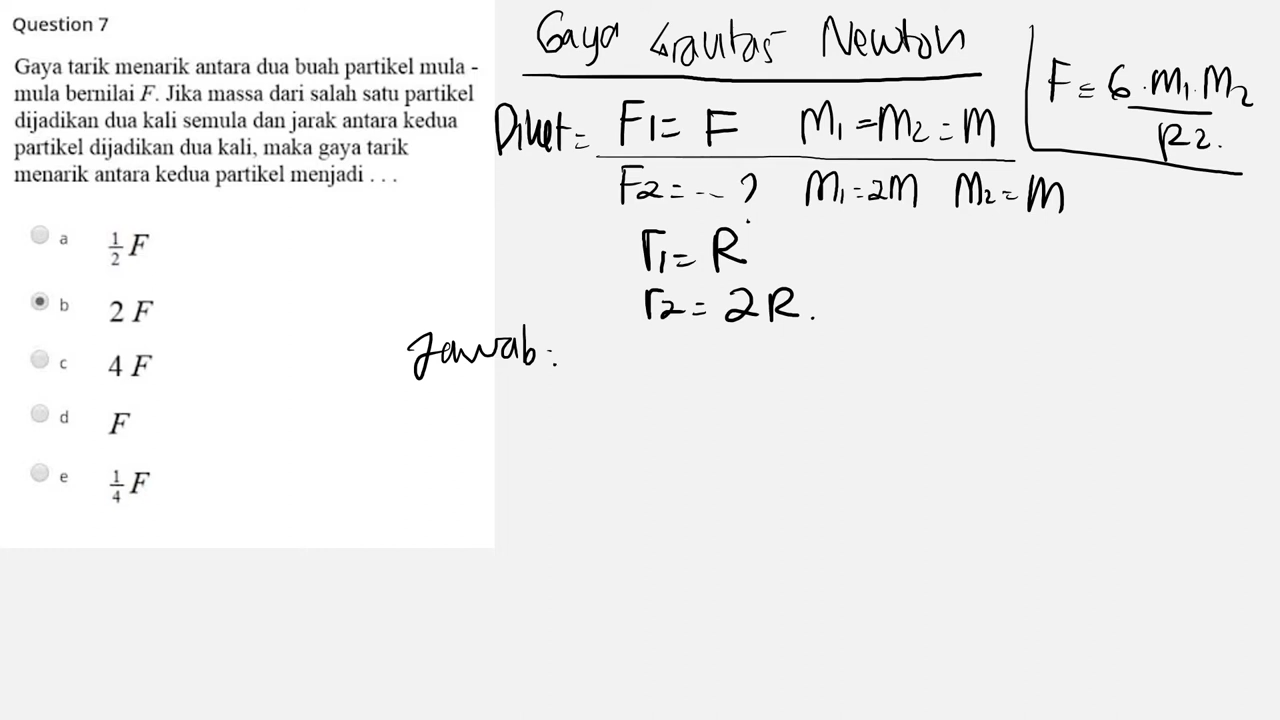 Question 7
Gaya tarik menarik antara dua buah partikel mula -
mula bernilai F. Jika massa dari salah satu partikel
dijadikan dua kali semula dan jarak antara kedua
partikel dijadikan dua kali, maka gaya tarik
menarik antara kedua partikel menjadi . . .
a 1/2 F
b 2 F
c 4 F
d F
e 1/4 F
Gaya Gravitasi Newton
F = G · m1 · m2
R2.
Diket = F1 = F m1 = m2 = m
F2 = ... ? m1 = 2m m2 = m
r1 = R
r2 = 2R.
Jawab :